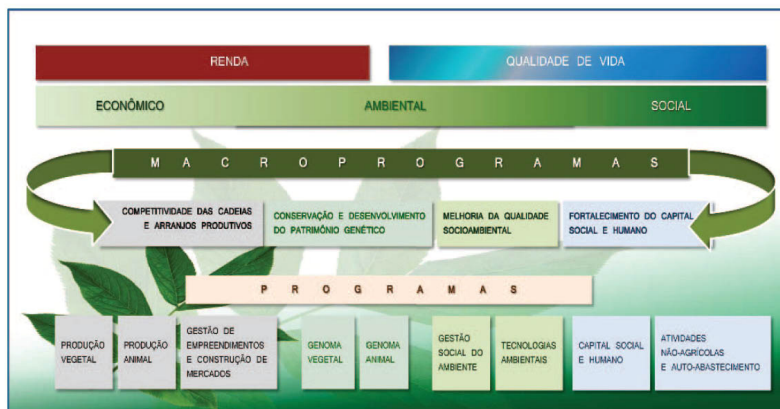 RENDA
QUALIDADE DE VIDA
ECONÔMICO
AMBIENTAL
SOCIAL
MACROPROGRAMAS
COMPETITIVIDADE DAS CADEIAS
E ARRANJOS PRODUTIVOS
CONSERVAÇÃO E DESENVOLVIMENTO
DO PATRIMÔNIO GENÉTICO
MELHORIA DA QUALIDADE
SOCIOAMBIENTAL
FORTALECIMENTO DO CAPITAL
SOCIAL E HUMANO
PROGRAMAS
PRODUÇÃO
VEGETAL
PRODUÇÃO
ANIMAL
GESTÃO DE
EMPREENDIMENTOS
E CONSTRUÇÃO DE
MERCADOS
GENOMA
VEGETAL
GENOMA
ANIMAL
GESTÃO
SOCIAL DO
AMBIENTE
TECNOLOGIAS
AMBIENTAIS
CAPITAL SOCIAL
E HUMANO
ATIVIDADES
NÃO-AGRÍCOLAS
E AUTO-ABASTECIMENTO